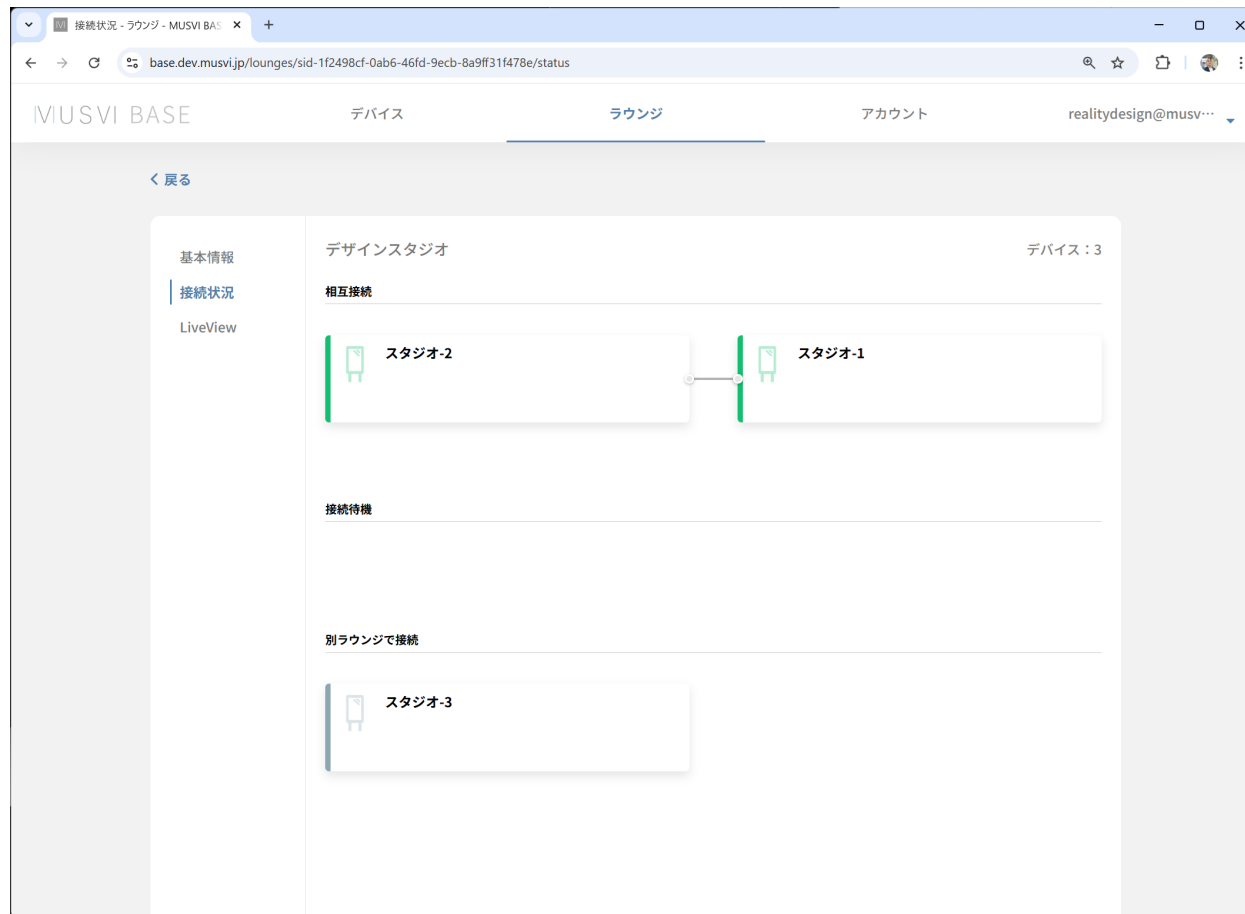 接続状況 - ラウンジ - MUSVI BAS
base.dev.musvi.jp/lounges/sid-1f2498cf-0ab6-46fd-9ecb-8a9ff31f478e/status
MUSVI BASE デバイス ラウンジ アカウント realitydesign@musv…
戻る
基本情報
接続状況
LiveView
デザインスタジオ デバイス：3
相互接続
スタジオ-2 スタジオ-1
接続待機
別ラウンジで接続
スタジオ-3